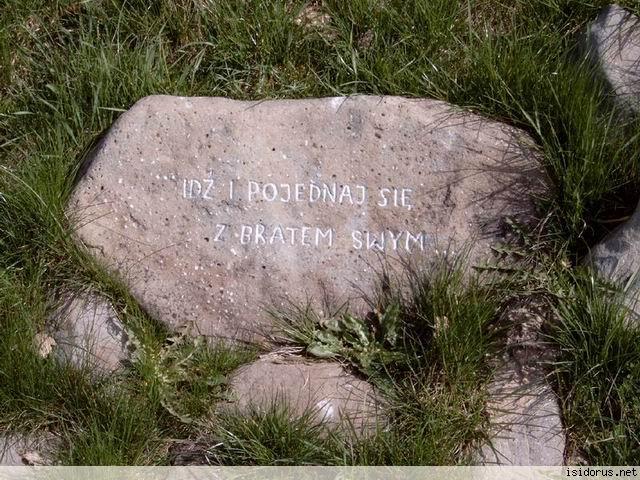 ...IDŹ I POJEDNAJ SIĘ
Z BRATEM SWYM...
isidorus.net